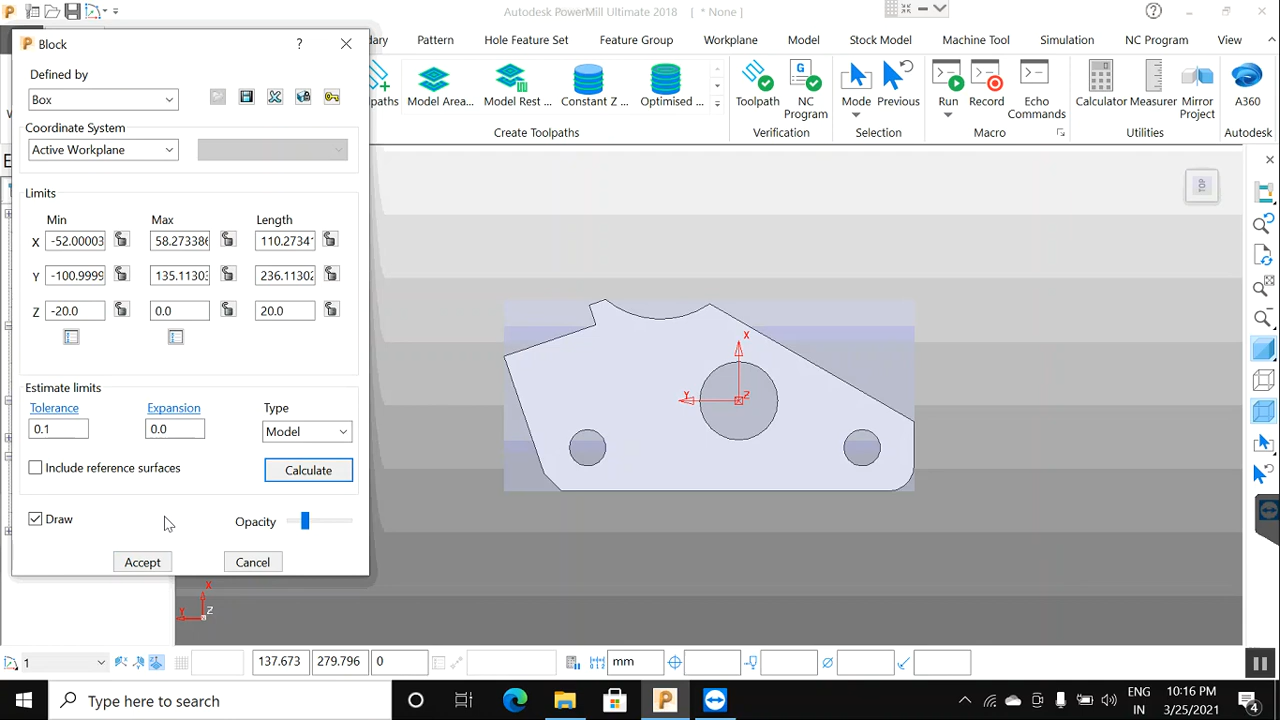 Autodesk PowerMill Ultimate 2018 [ * None ]
Block
Defined by
Box
Coordinate System
Active Workplane
Limits
Min Max Length
X -52.00003 58.273386 110.2734
Y -100.9999 135.1130 236.1130
Z -20.0 0.0 20.0
Estimate limits
Tolerance Expansion Type
0.1 0.0 Model
Include reference surfaces Calculate
Draw Opacity
Accept Cancel
dary Pattern Hole Feature Set Feature Group Workplane Model Stock Model Machine Tool Simulation NC Program View
paths Model Area... Model Rest ... Constant Z ... Optimised ...
Create Toolpaths
Toolpath NC Program
Verification
Mode Previous
Selection
Run Record Echo Commands
Macro
Calculator Measurer Mirror Project
Utilities
A360
Autodesk
TOP
X
Y Z
X
Y Z
1 137.673 279.796 0 mm
Type here to search
ENG
IN
10:16 PM
3/25/2021
4